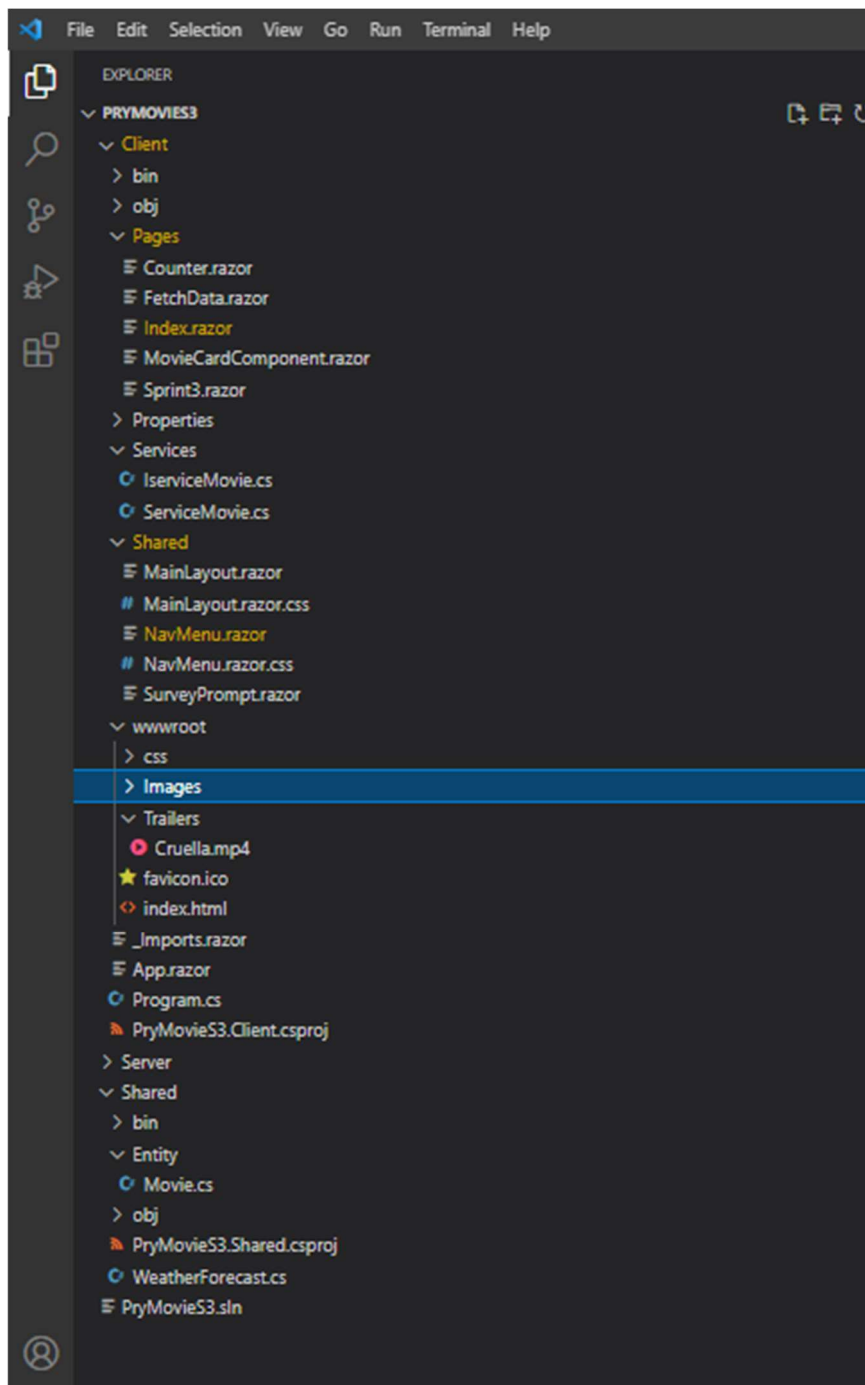 File Edit Selection View Go Run Terminal Help
EXPLORER
PRYMOVIES3
Client
bin
obj
Pages
Counter.razor
FetchData.razor
Index.razor
MovieCardComponent.razor
Sprint3.razor
Properties
Services
IserviceMovie.cs
ServiceMovie.cs
Shared
MainLayout.razor
MainLayout.razor.css
NavMenu.razor
NavMenu.razor.css
SurveyPrompt.razor
wwwroot
css
Images
Trailers
Cruella.mp4
favicon.ico
index.html
_Imports.razor
App.razor
Program.cs
PryMovieS3.Client.csproj
Server
Shared
bin
Entity
Movie.cs
obj
PryMovieS3.Shared.csproj
WeatherForecast.cs
PryMovieS3.sln